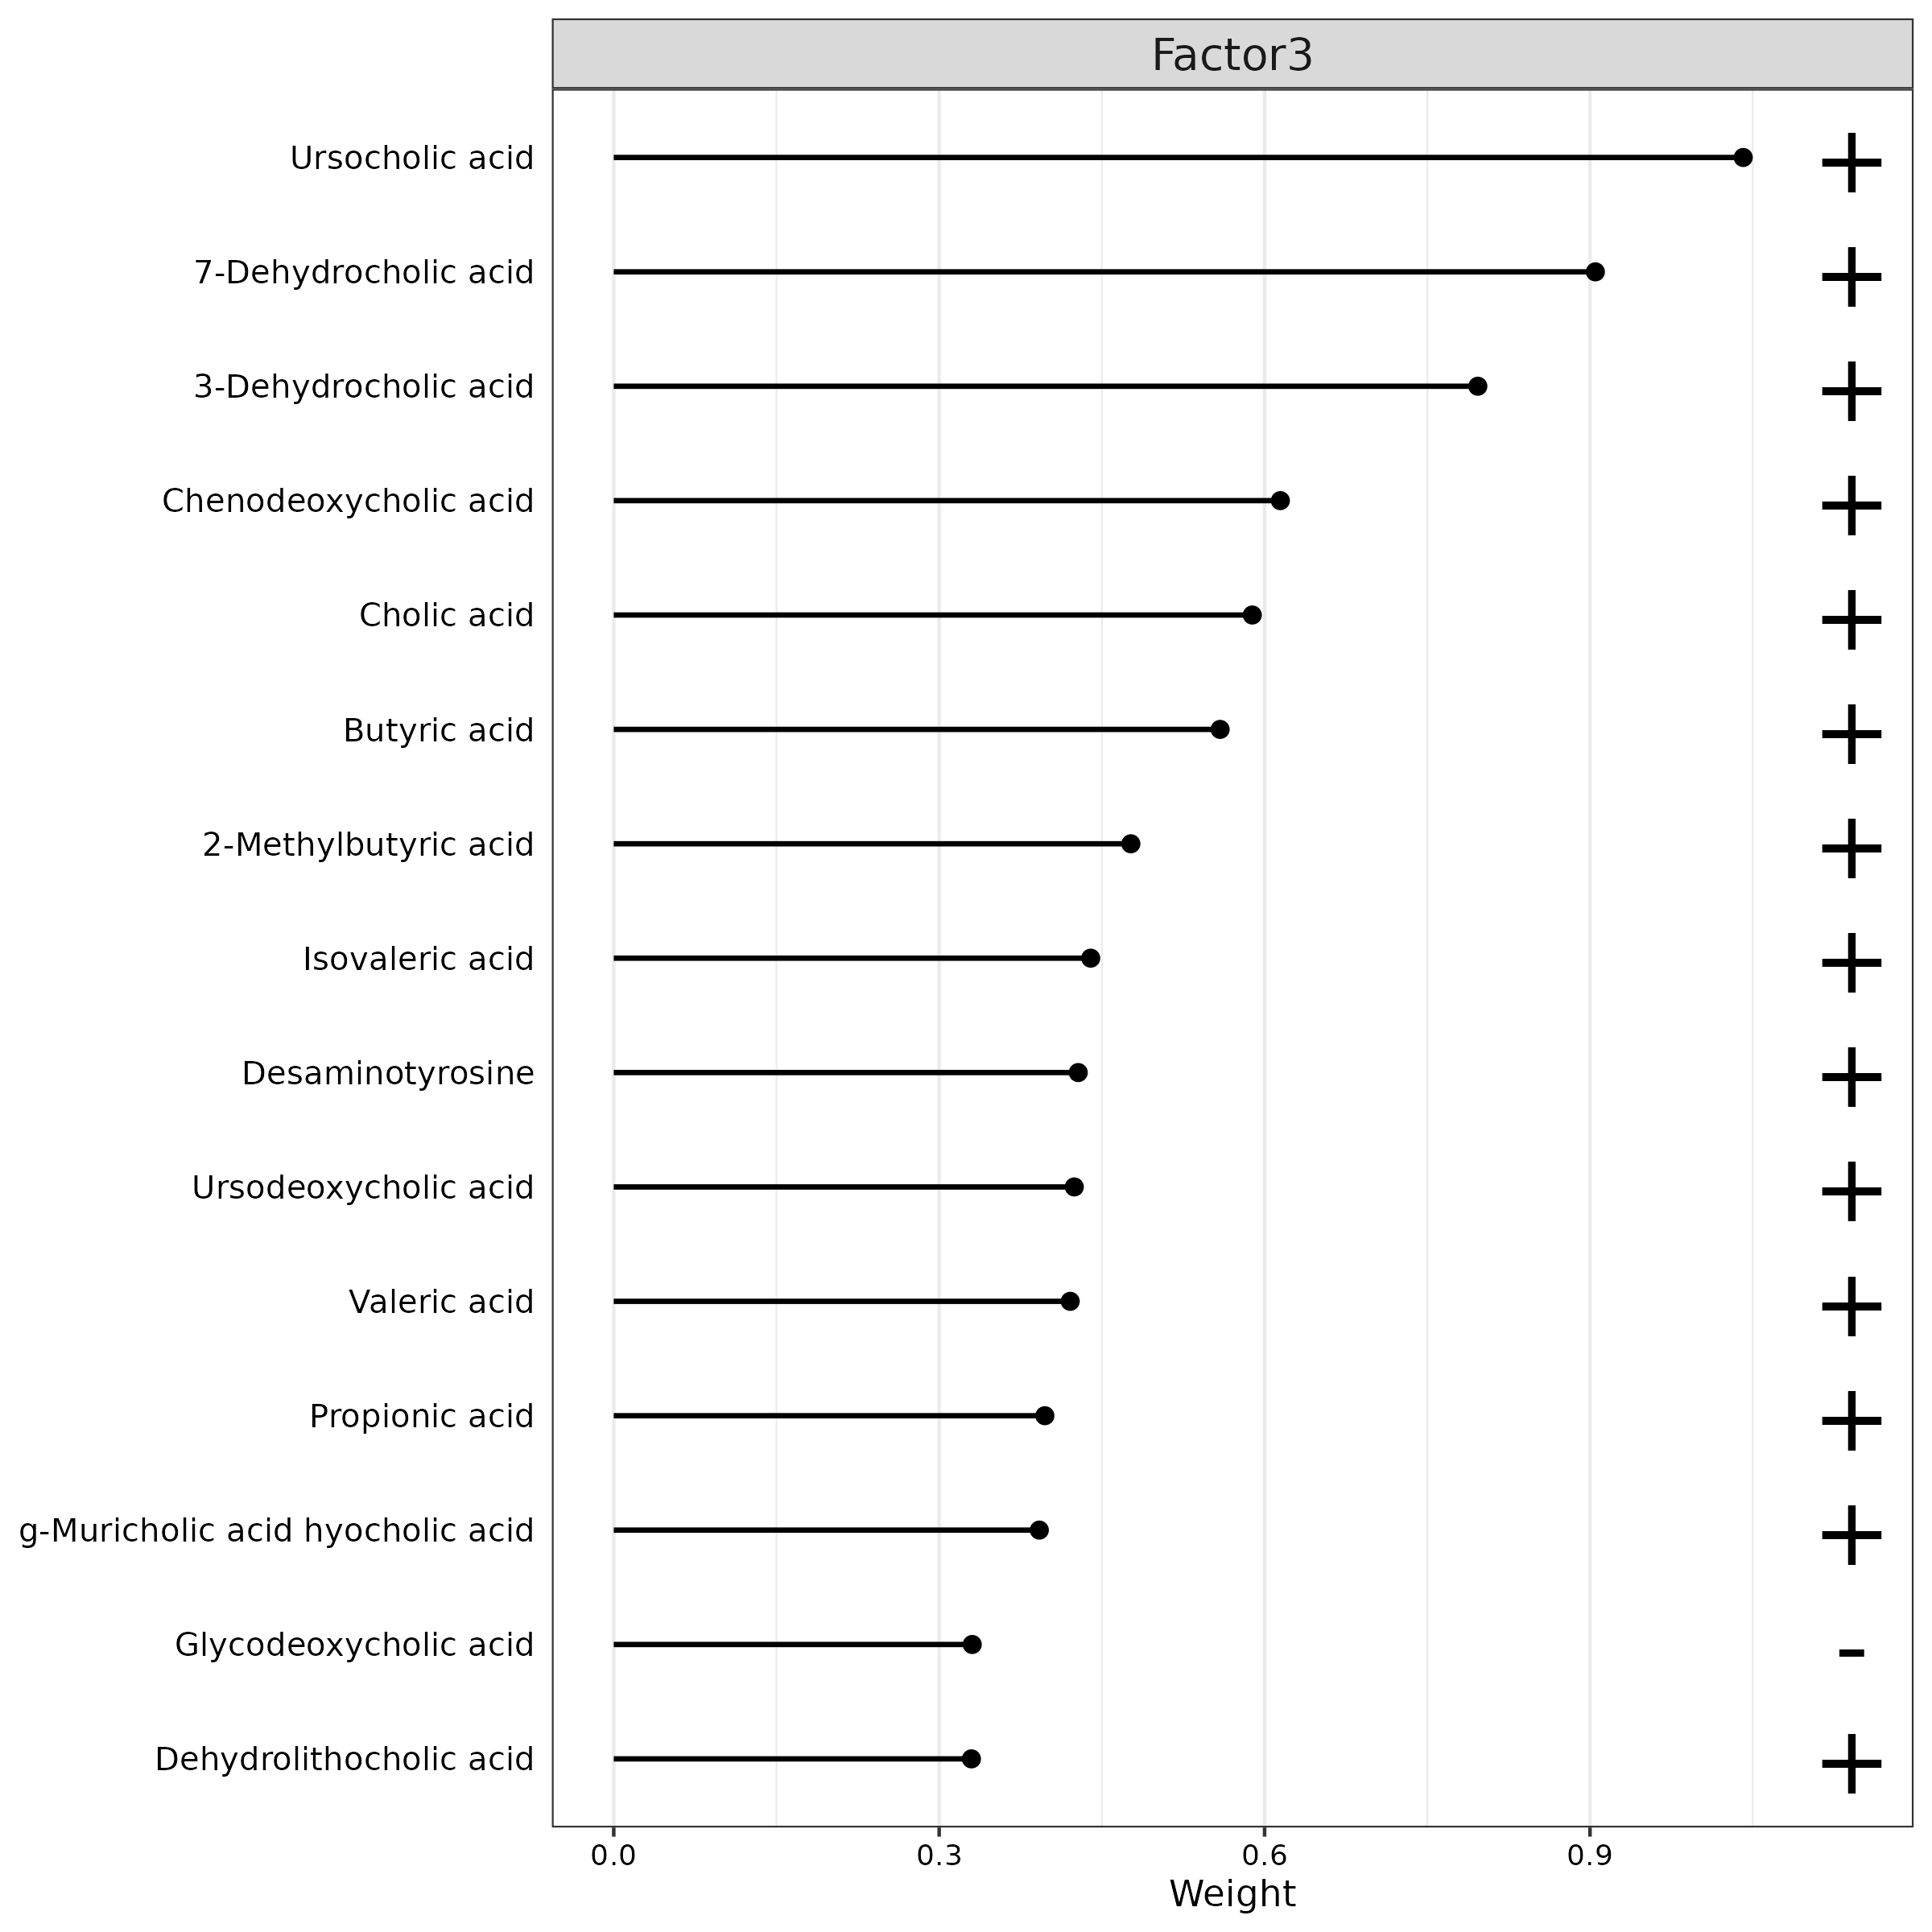 Factor3
Ursocholic acid +
7-Dehydrocholic acid +
3-Dehydrocholic acid +
Chenodeoxycholic acid +
Cholic acid +
Butyric acid +
2-Methylbutyric acid +
Isovaleric acid +
Desaminotyrosine +
Ursodeoxycholic acid +
Valeric acid +
Propionic acid +
g-Muricholic acid hyocholic acid +
Glycodeoxycholic acid -
Dehydrolithocholic acid +
0.0 0.3 0.6 0.9
Weight